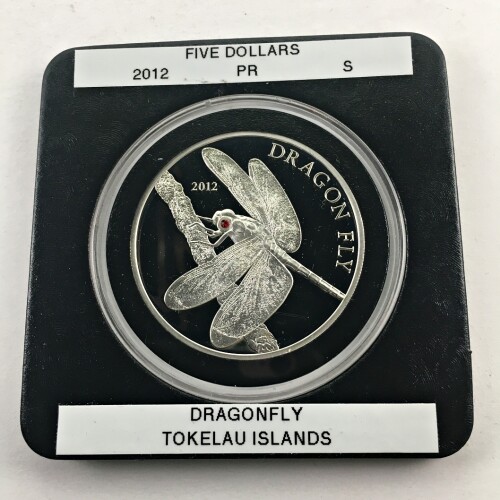 FIVE DOLLARS
2012 PR S
2012
DRAGON FLY
DRAGONFLY
TOKELAU ISLANDS